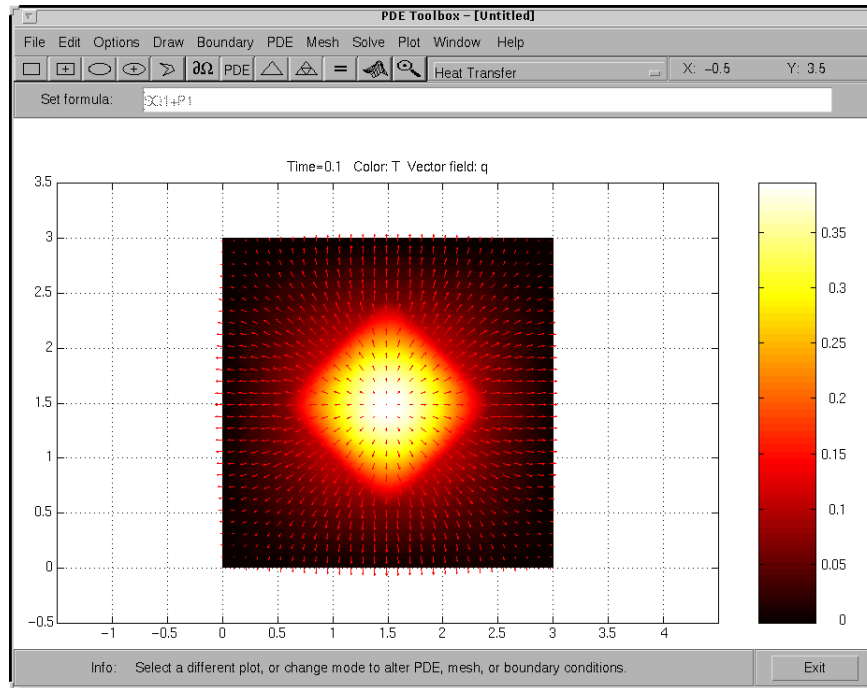 PDE Toolbox – [Untitled]
File Edit Options Draw Boundary PDE Mesh Solve Plot Window Help
∂Ω PDE = Heat Transfer X: −0.5 Y: 3.5
Set formula: SQ1+P1
Time=0.1 Color: T Vector field: q
3.5
3
2.5
2
1.5
1
0.5
0
−0.5
−1 −0.5 0 0.5 1 1.5 2 2.5 3 3.5 4
0.35
0.3
0.25
0.2
0.15
0.1
0.05
0
Info: Select a different plot, or change mode to alter PDE, mesh, or boundary conditions. Exit